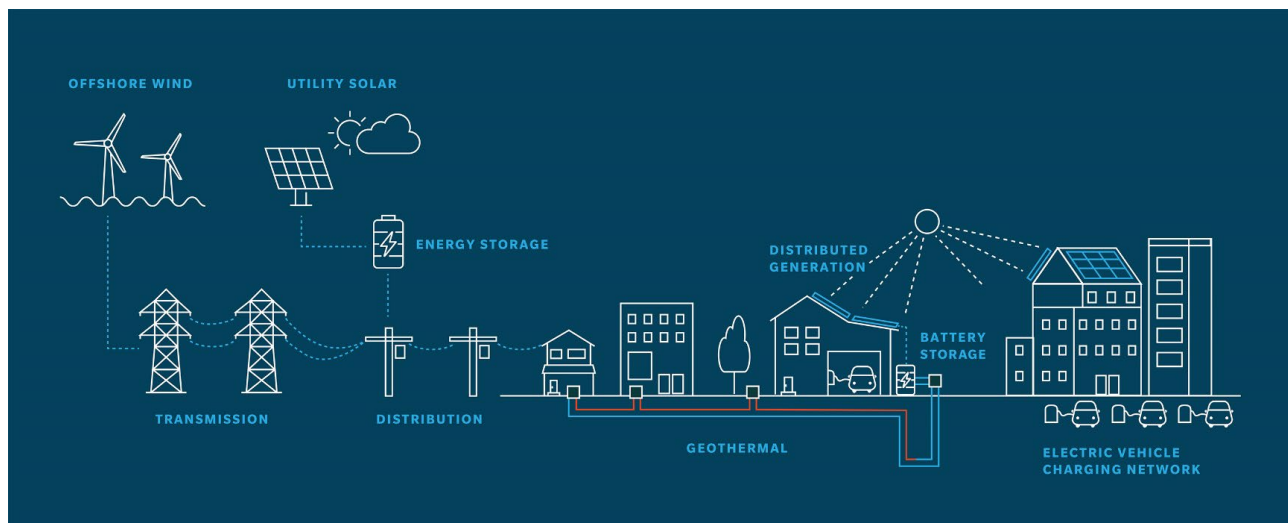 OFFSHORE WIND
UTILITY SOLAR
ENERGY STORAGE
DISTRIBUTED
GENERATION
BATTERY
STORAGE
TRANSMISSION
DISTRIBUTION
GEOTHERMAL
ELECTRIC VEHICLE
CHARGING NETWORK